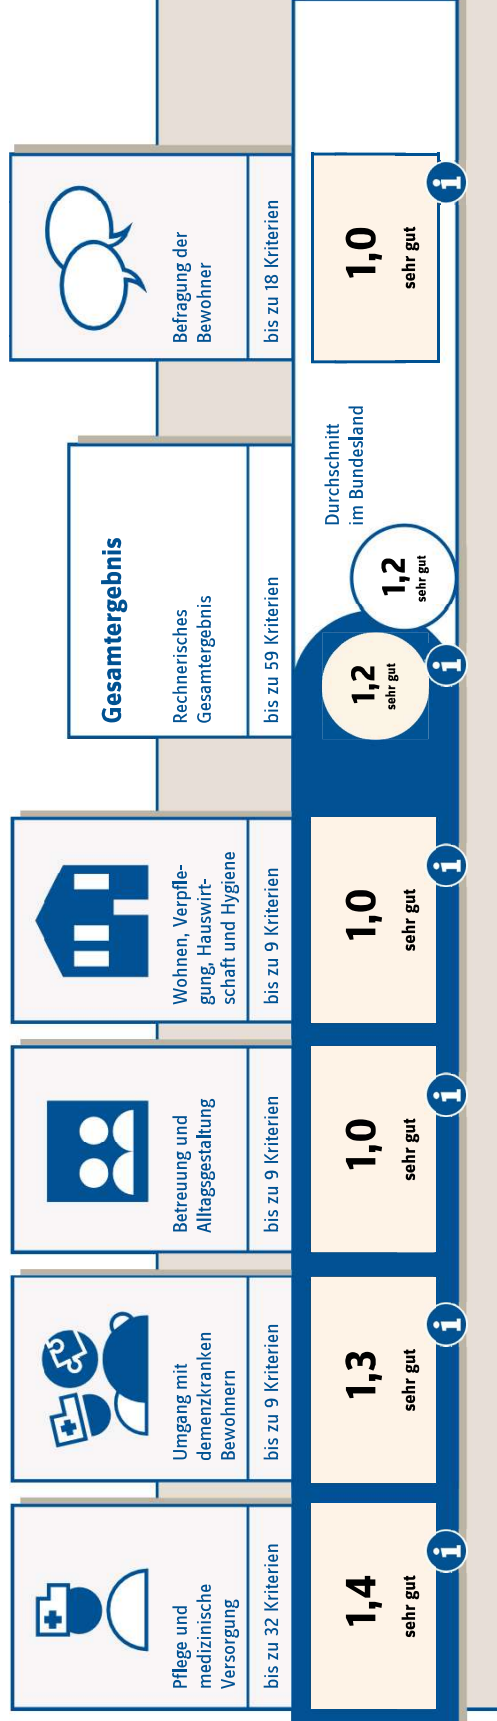 Pflege und
medizinische
Versorgung
bis zu 32 Kriterien
1,4
sehr gut
i
Umgang mit
demenzkranken
Bewohnern
bis zu 9 Kriterien
1,3
sehr gut
i
Betreuung und
Alltagsgestaltung
bis zu 9 Kriterien
1,0
sehr gut
i
Wohnen, Verpfle-
gung, Hauswirt-
schaft und Hygiene
bis zu 9 Kriterien
1,0
sehr gut
i
Gesamtergebnis
Rechnerisches
Gesamtergebnis
bis zu 59 Kriterien
1,2
sehr gut
i
Durchschnitt
im Bundesland
1,2
sehr gut
Befragung der
Bewohner
bis zu 18 Kriterien
1,0
sehr gut
i